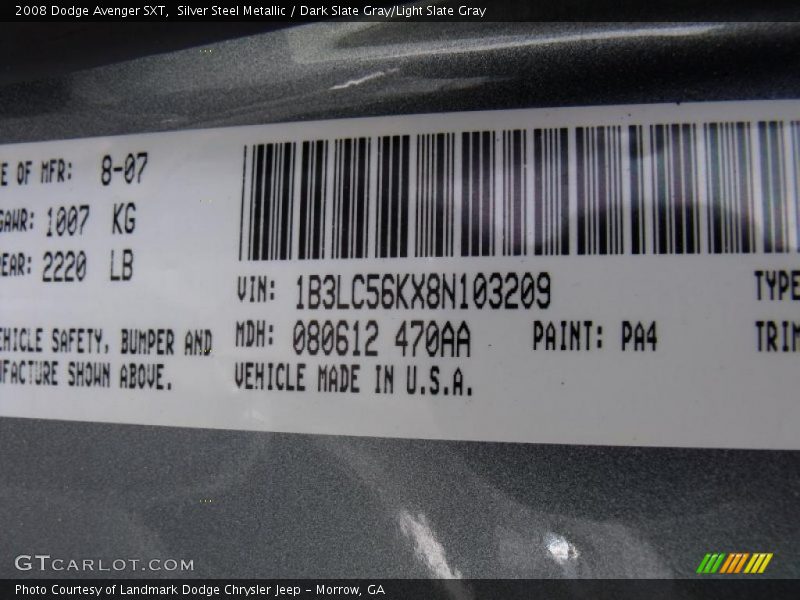 2008 Dodge Avenger SXT,  Silver Steel Metallic / Dark Slate Gray/Light Slate Gray
E OF MFR: 8-07
GAWR: 1007 KG
REAR: 2220 LB
VIN: 1B3LC56KX8N103209
TYPE
EHICLE SAFETY, BUMPER AND
MDH: 080612 470AA
PAINT: PA4
TRIM
UFACTURE SHOWN ABOVE.
VEHICLE MADE IN U.S.A.
GTCARLOT.COM
Photo Courtesy of Landmark Dodge Chrysler Jeep – Morrow, GA